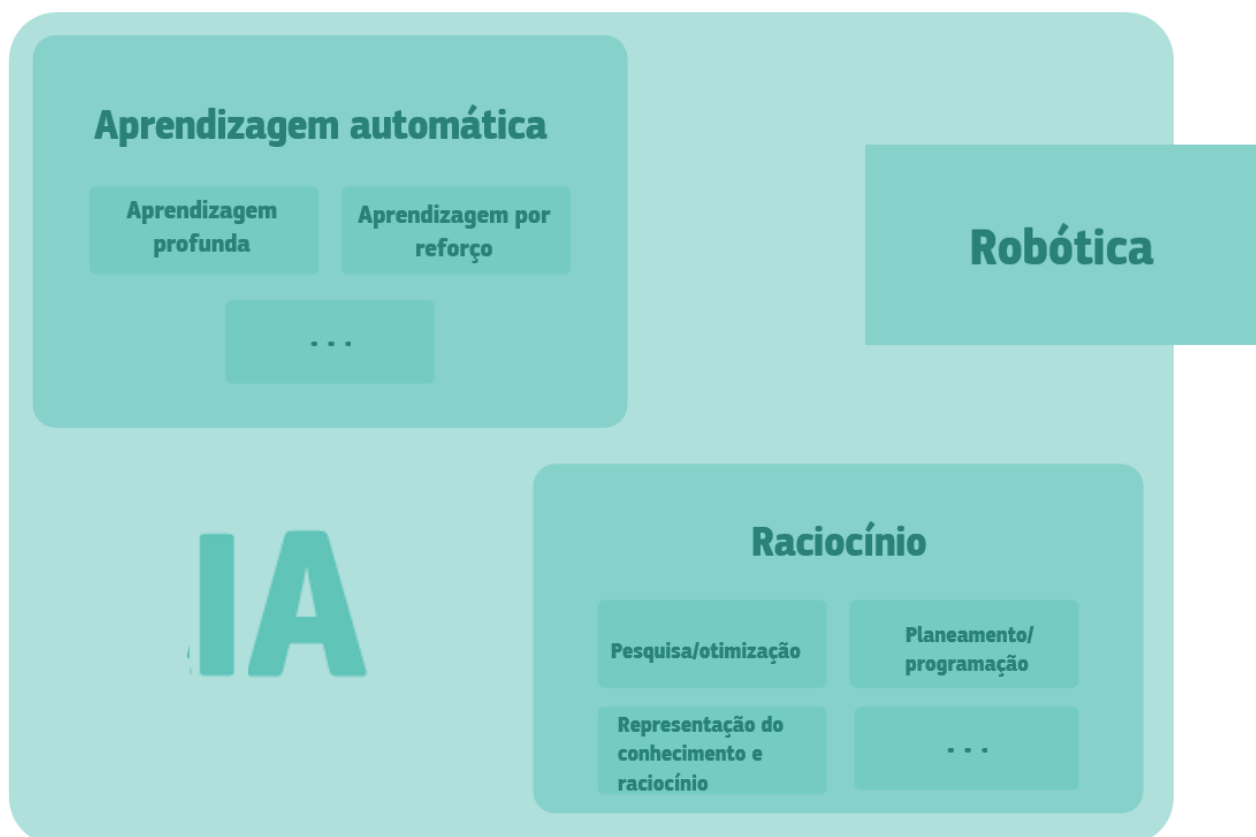 Aprendizagem automática
Aprendizagem
profunda
Aprendizagem por
reforço
...
Robótica
IA
Raciocínio
Pesquisa/otimização
Planeamento/
programação
Representação do
conhecimento e
raciocínio
...